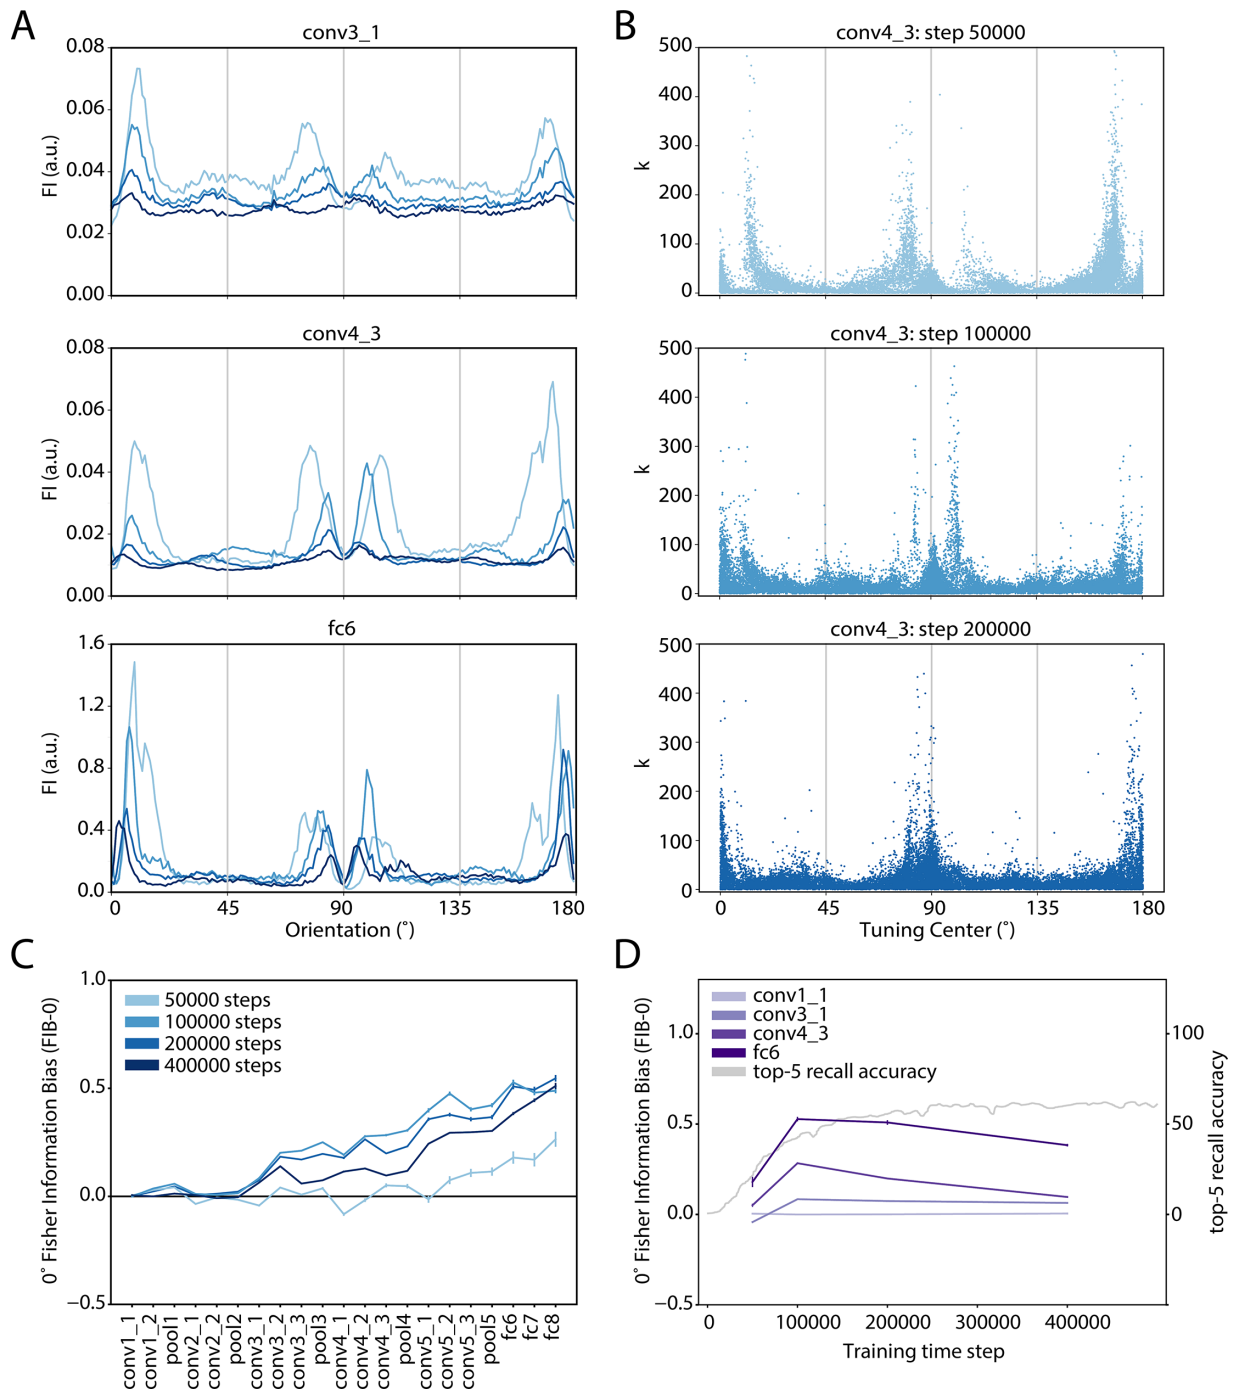 A
conv3_1
FI (a.u.)
0.08
0.06
0.04
0.02
0.00
conv4_3
FI (a.u.)
0.08
0.06
0.04
0.02
0.00
fc6
FI (a.u.)
1.6
1.2
0.8
0.4
0.0
0 45 90 135 180
Orientation (˚)
B
conv4_3: step 50000
k
500
400
300
200
100
0
conv4_3: step 100000
k
500
400
300
200
100
0
conv4_3: step 200000
k
500
400
300
200
100
0
0 45 90 135 180
Tuning Center (˚)
C
0˚ Fisher Information Bias (FIB-0)
1.0
0.5
0.0
−0.5
50000 steps
100000 steps
200000 steps
400000 steps
conv1_1
conv1_2
pool1
conv2_1
conv2_2
pool2
conv3_1
conv3_2
conv3_3
pool3
conv4_1
conv4_2
conv4_3
pool4
conv5_1
conv5_2
conv5_3
pool5
fc6
fc7
fc8
D
0˚ Fisher Information Bias (FIB-0)
1.0
0.5
0.0
−0.5
conv1_1
conv3_1
conv4_3
fc6
top-5 recall accuracy
100
50
0
top-5 recall accuracy
0 100000 200000 300000 400000
Training time step